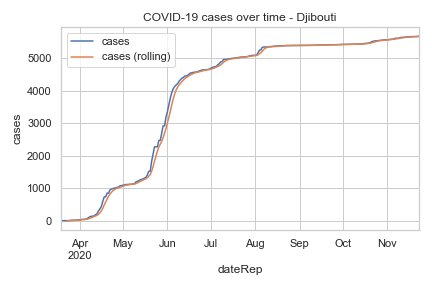 COVID-19 cases over time - Djibouti
cases
cases (rolling)
5000
4000
3000
2000
1000
0
cases
Apr
2020
May
Jun
Jul
Aug
Sep
Oct
Nov
dateRep